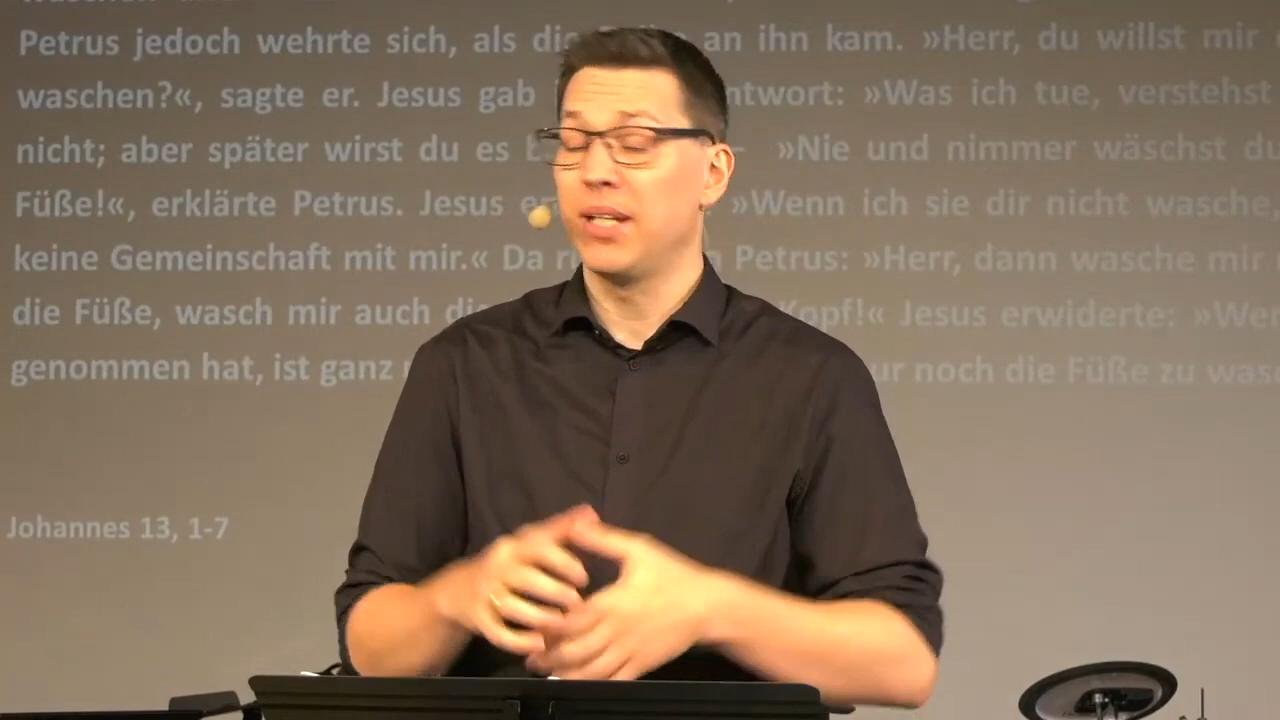 Petrus jedoch wehrte sich, als die an ihn kam. »Herr, du willst mir
waschen?«, sagte er. Jesus gab ntwort: »Was ich tue, verstehst
nicht; aber später wirst du es »Nie und nimmer wäschst du
Füße!«, erklärte Petrus. Jesus »Wenn ich sie dir nicht wasche,
keine Gemeinschaft mit mir.« Da Petrus: »Herr, dann wasche mir
die Füße, wasch mir auch die Kopf!« Jesus erwiderte: »Wer
genommen hat, ist ganz ur noch die Füße zu wasc
Johannes 13, 1-7